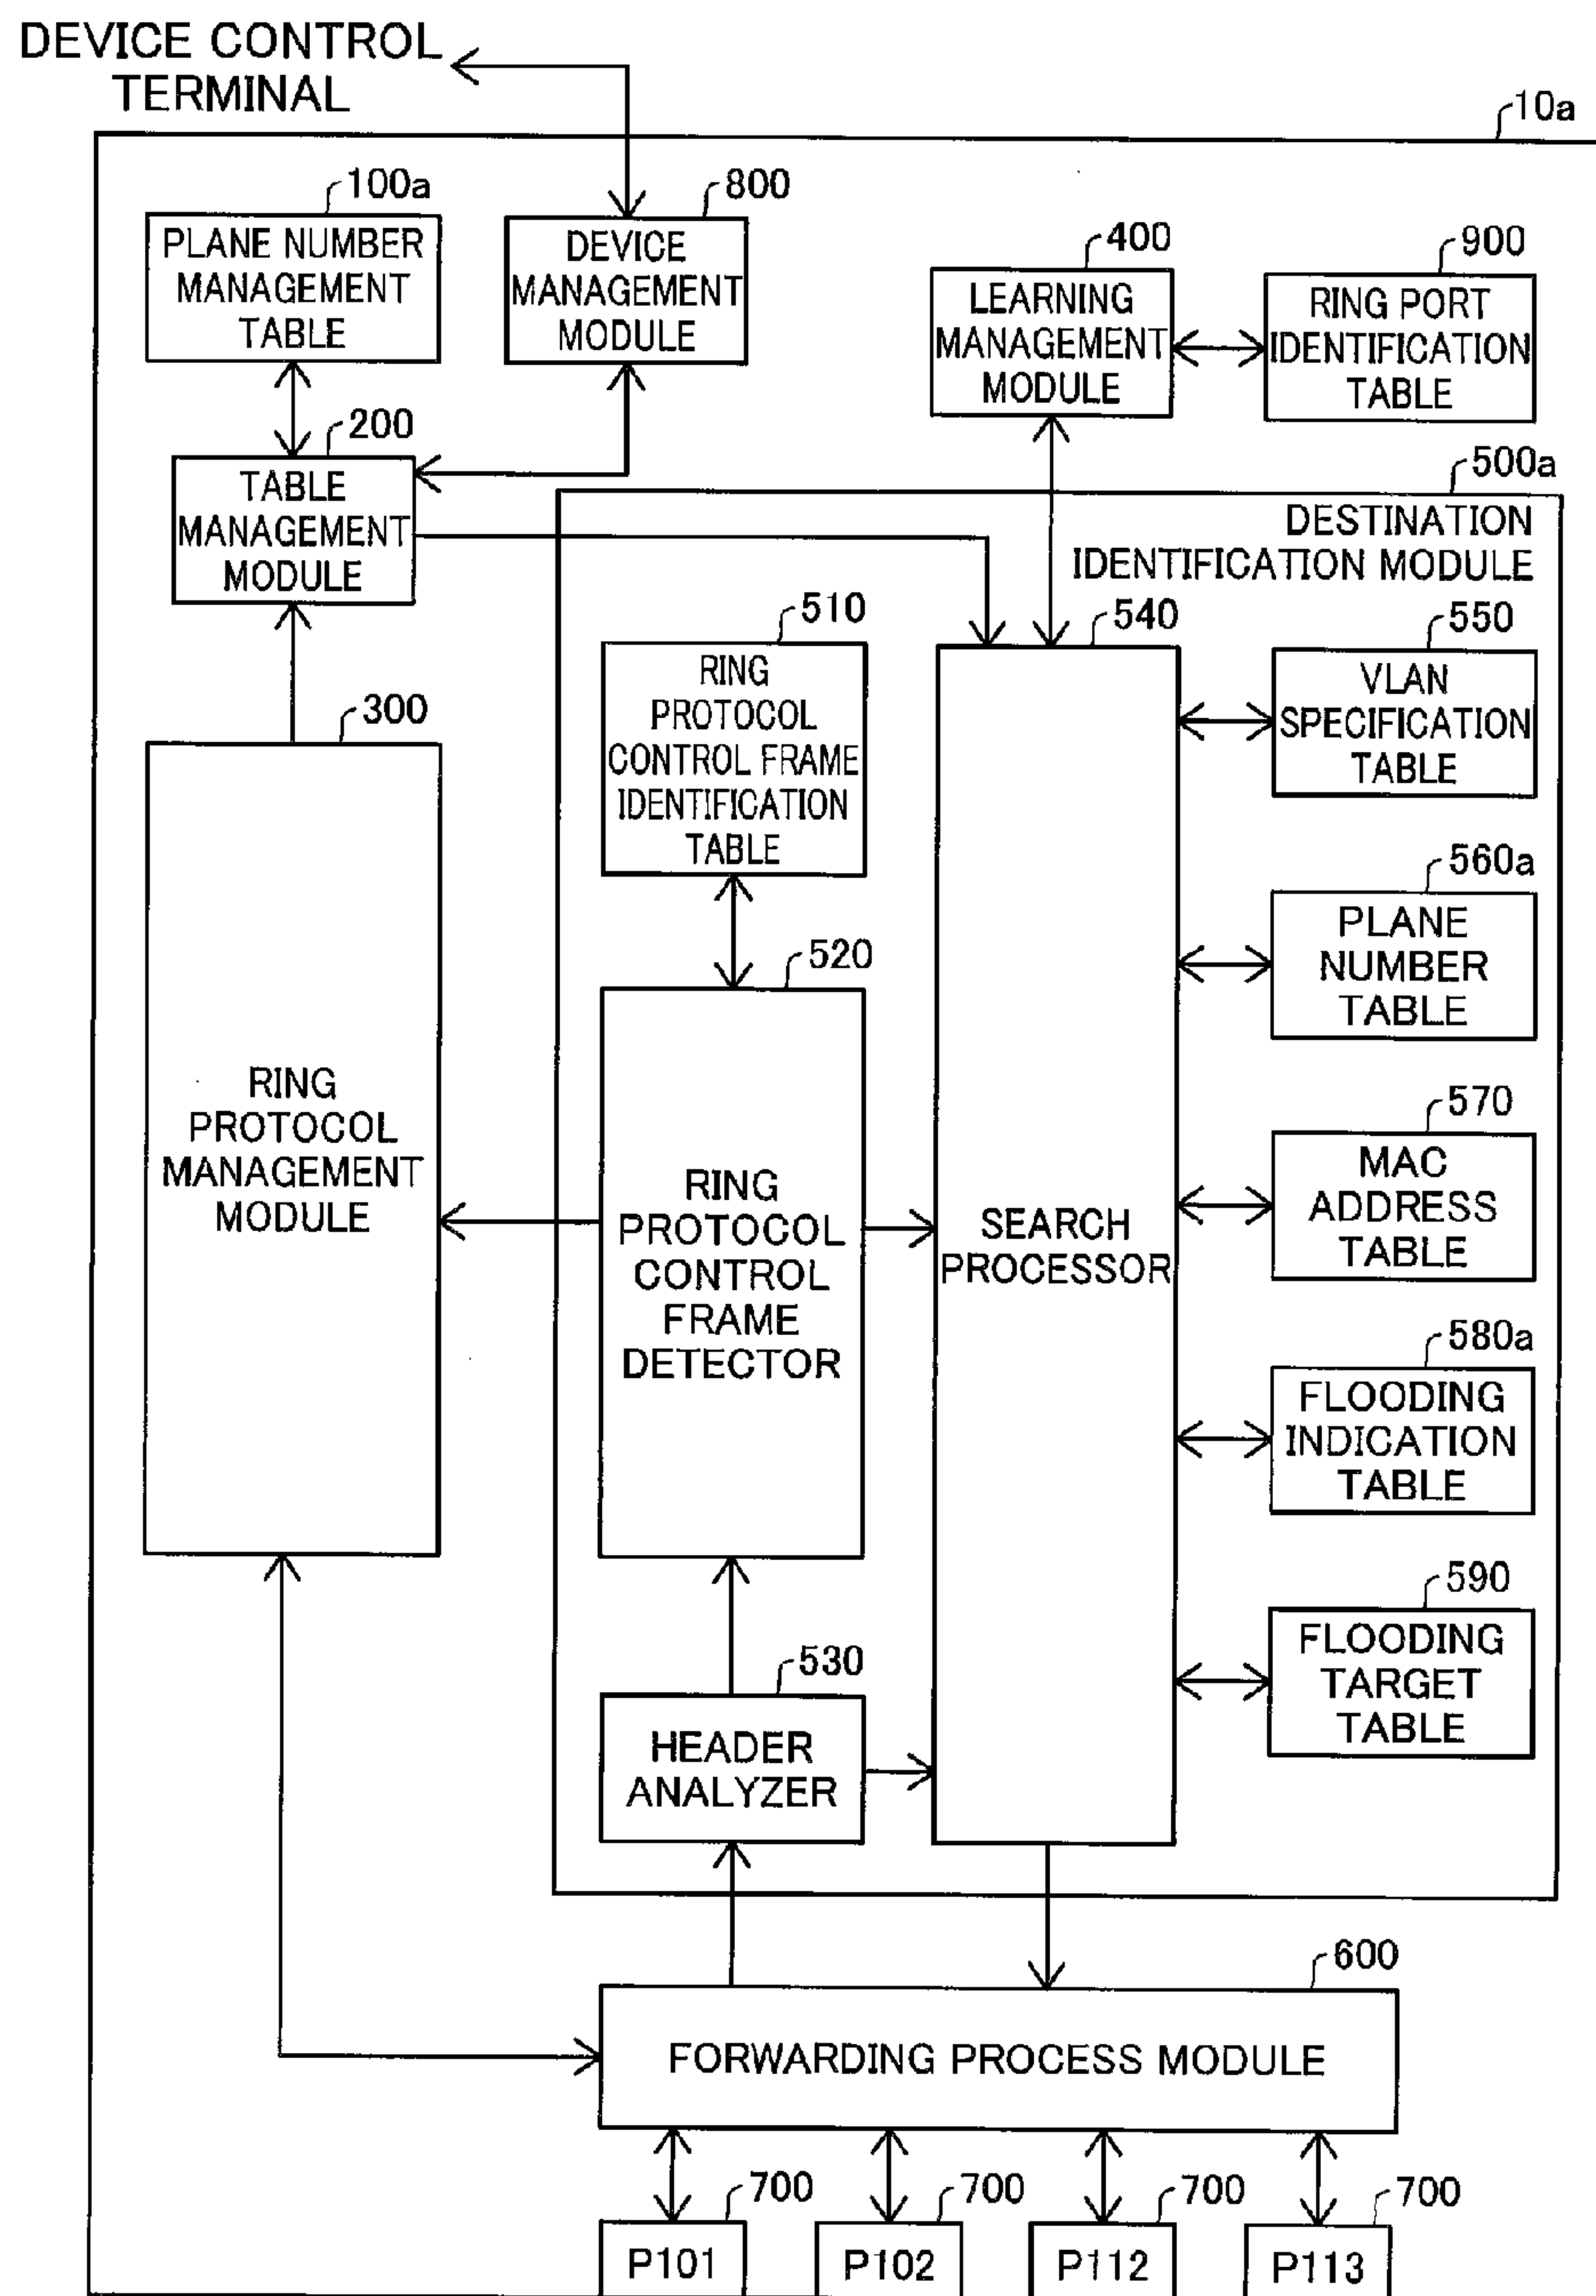 DEVICE CONTROL
TERMINAL
10a
100a
PLANE NUMBER
MANAGEMENT
TABLE
800
DEVICE
MANAGEMENT
MODULE
400
LEARNING
MANAGEMENT
MODULE
900
RING PORT
IDENTIFICATION
TABLE
200
TABLE
MANAGEMENT
MODULE
500a
DESTINATION
IDENTIFICATION MODULE
510
RING
PROTOCOL
CONTROL FRAME
IDENTIFICATION
TABLE
540
SEARCH
PROCESSOR
550
VLAN
SPECIFICATION
TABLE
300
RING
PROTOCOL
MANAGEMENT
MODULE
520
RING
PROTOCOL
CONTROL
FRAME
DETECTOR
560a
PLANE
NUMBER
TABLE
570
MAC
ADDRESS
TABLE
580a
FLOODING
INDICATION
TABLE
590
FLOODING
TARGET
TABLE
530
HEADER
ANALYZER
600
FORWARDING PROCESS MODULE
700
P101
700
P102
700
P112
700
P113